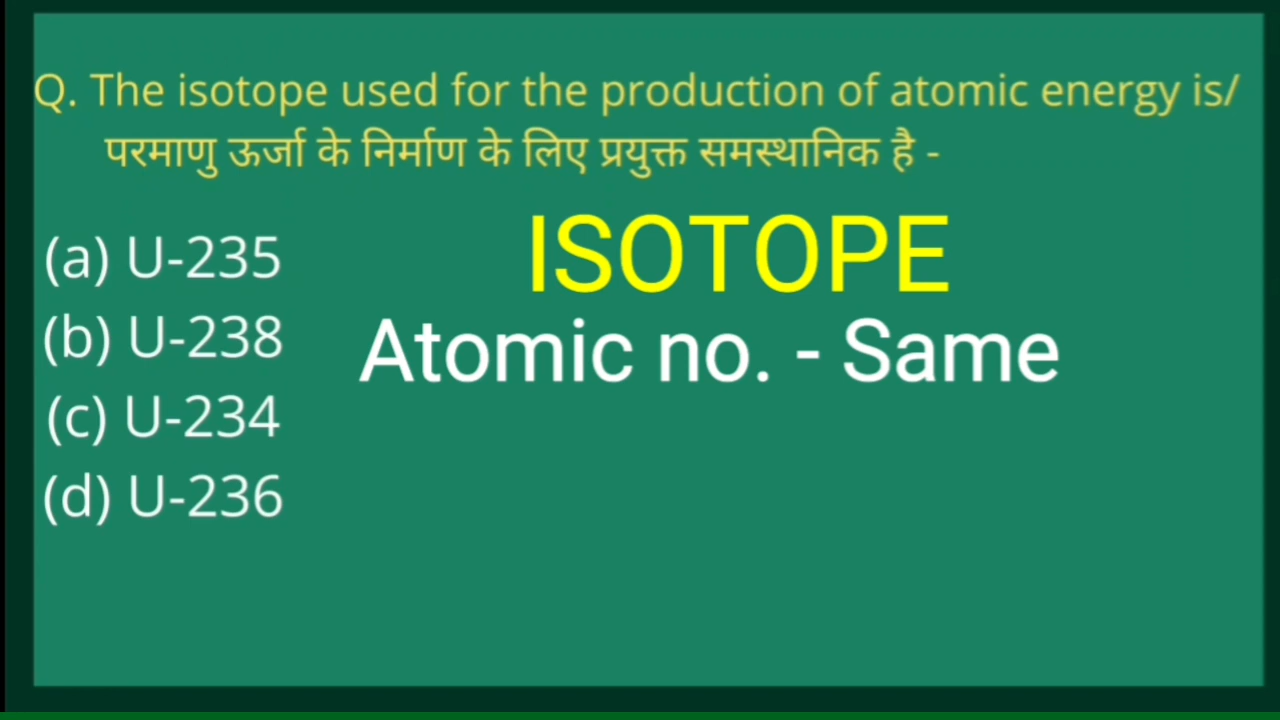 Q. The isotope used for the production of atomic energy is/
परमाणु ऊर्जा के निर्माण के लिए प्रयुक्त समस्थानिक है -
(a) U-235
(b) U-238
(c) U-234
(d) U-236
ISOTOPE
Atomic no. - Same